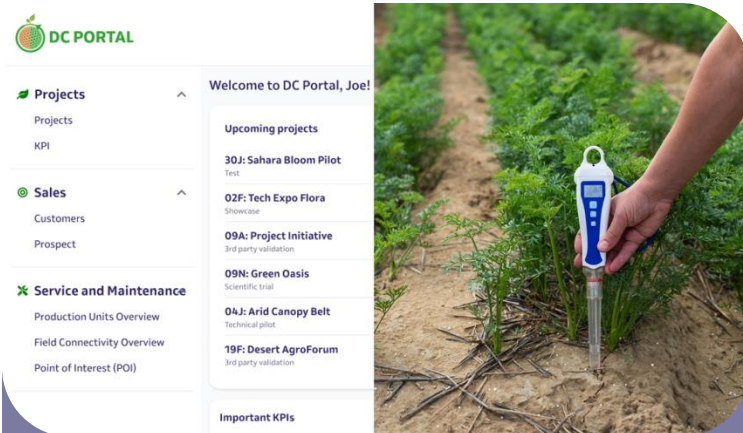 DC PORTAL
Projects
Projects
KPI
Sales
Customers
Prospect
Service and Maintenance
Production Units Overview
Field Connectivity Overview
Point of Interest (POI)
Welcome to DC Portal, Joe!
Upcoming projects
30J: Sahara Bloom Pilot
Test
02F: Tech Expo Flora
Showcase
09A: Project Initiative
3rd party validation
09N: Green Oasis
Scientific trial
04J: Arid Canopy Belt
Technical pilot
19F: Desert AgroForum
3rd party validation
Important KPIs